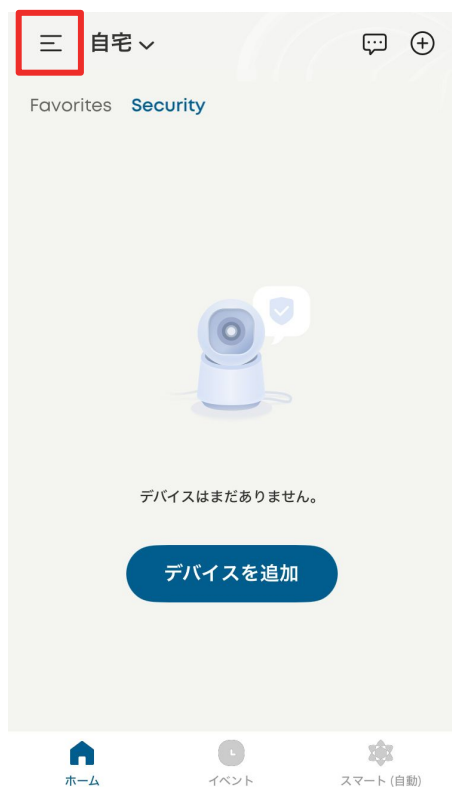 自宅
Favorites Security
デバイスはまだありません。
デバイスを追加
ホーム イベント スマート (自動)